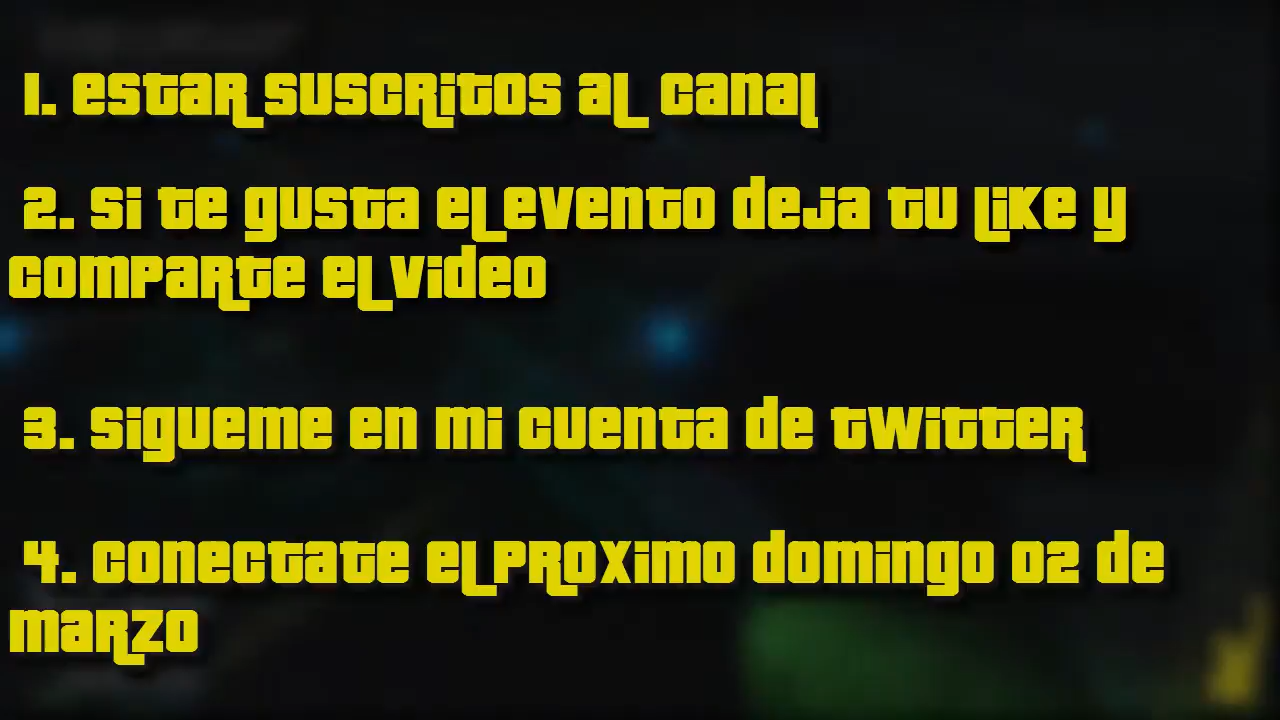 1. Estar suscritos al canal
2. Si te gusta el evento deja tu like y
comparte el video
3. Sigueme en mi cuenta de twitter
4. Conectate el proximo domingo 02 de
marzo